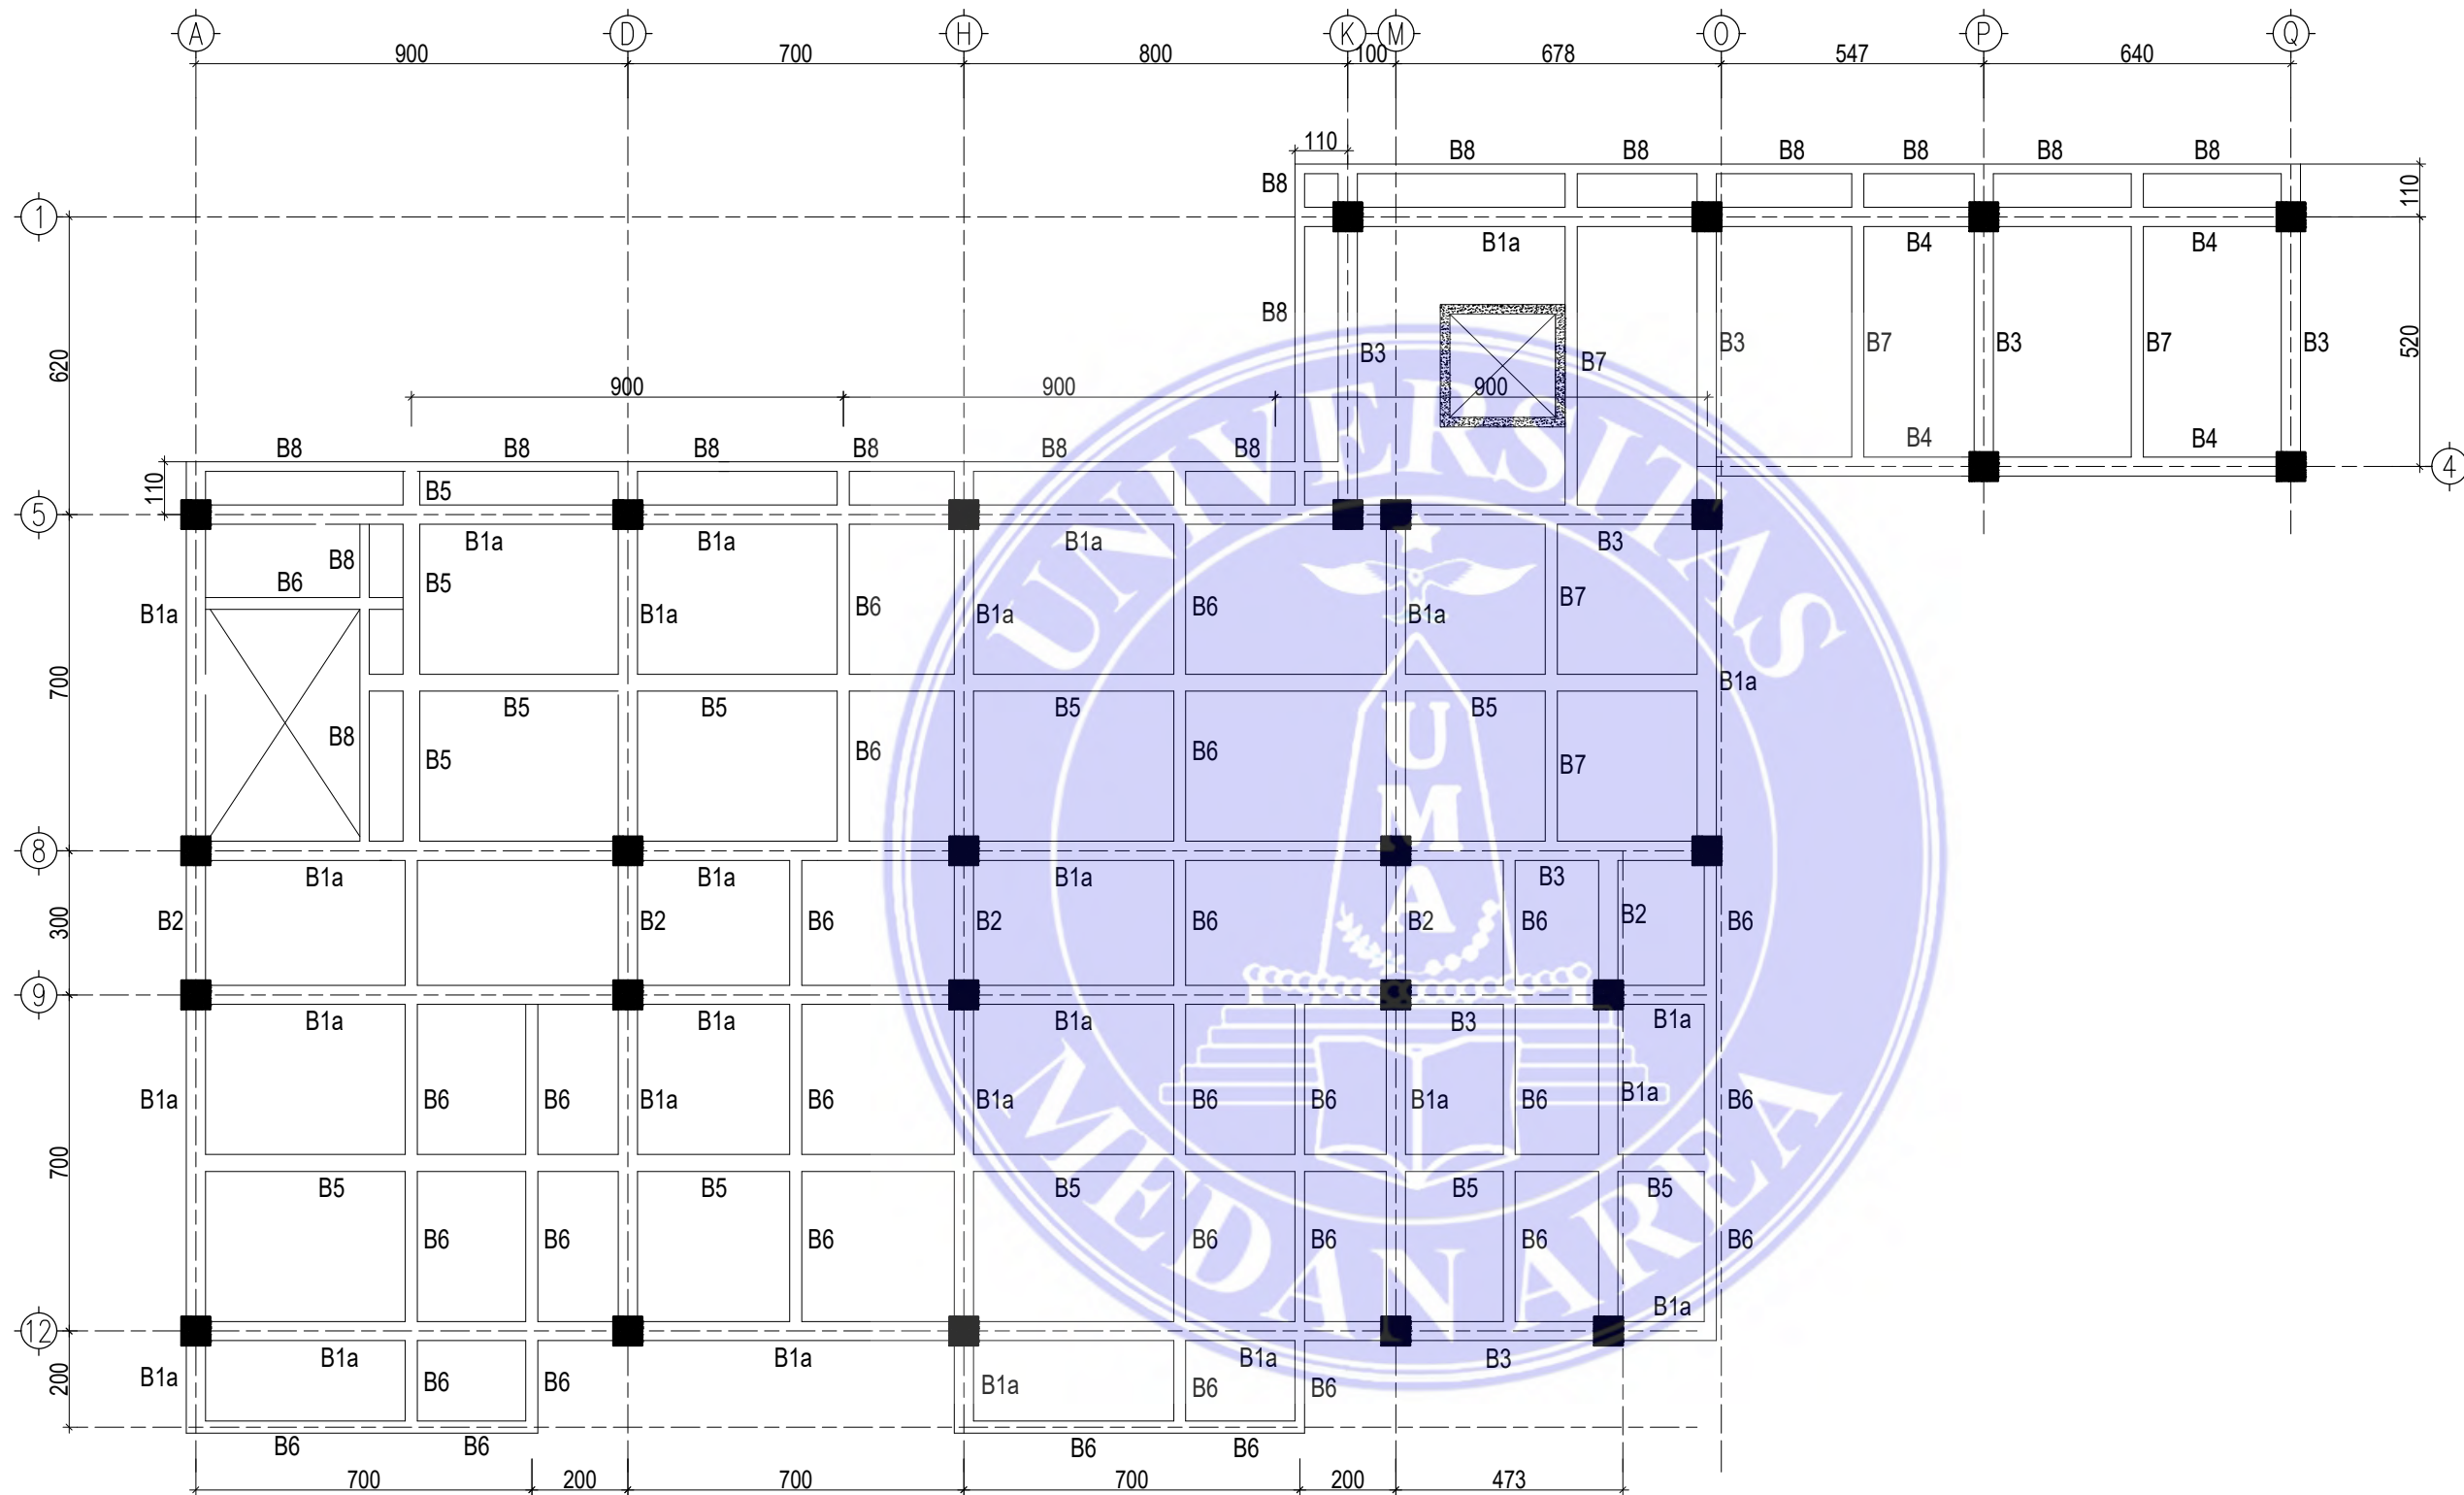 A D H K M O P Q
900 700 800 100 678 547 640
110 B8 B8 B8 B8 B8 B8
B8 110
1
B1a B4 B4
B8
620 B3 B7 B3 B7 B3 B7 B3 520
900 900 900
B8 B8 B8 B8 B8 B8 B4 B4
4
110 B5
5
B1a B1a B1a B3
B8
B6 B5 B7
B1a B1a B6 B1a B6 B1a
700 B1a
B5 B5 B5 B5
B8 B5 B6 B6 B7
8
B1a B1a B1a B3
300 B2 B2 B6 B2 B6 B2 B6 B2 B6
9
B1a B1a B1a B3 B1a
B1a B6 B6 B1a B6 B1a B6 B6 B1a B6 B1a B6
700
B5 B5 B5 B5 B5
B6 B6 B6 B6 B6 B6 B6
B1a
12
B1a B1a B1a B3
200 B1a B6 B6 B1a B6 B6
B6 B6 B6 B6
700 200 700 700 200 473
UNIVERSITAS
MEDAN AREA
U
M
A